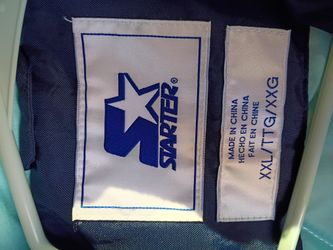 STARTER®
MADE IN CHINA
HECHO EN CHINA
FAIT EN CHINE
XXL/TTG/XXG